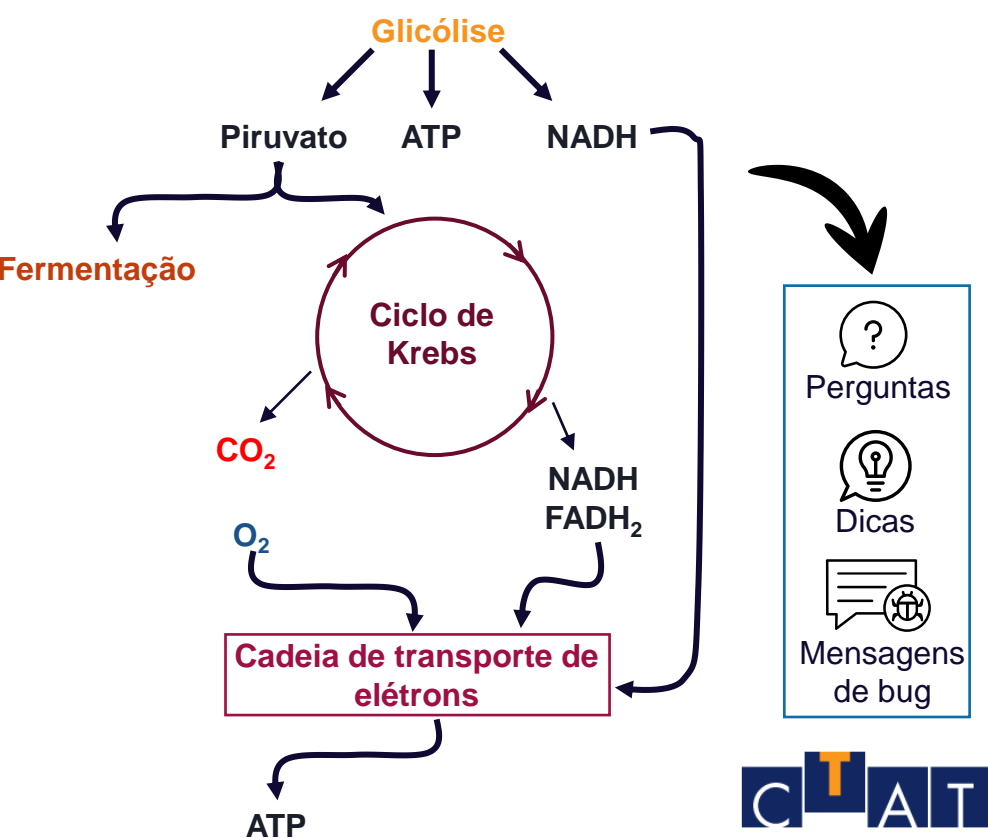 Glicólise
Piruvato ATP NADH
Fermentação
Ciclo de
Krebs
CO₂
NADH
FADH₂
O₂
Cadeia de transporte de
elétrons
ATP
?
Perguntas
Dicas
Mensagens
de bug
CTAT